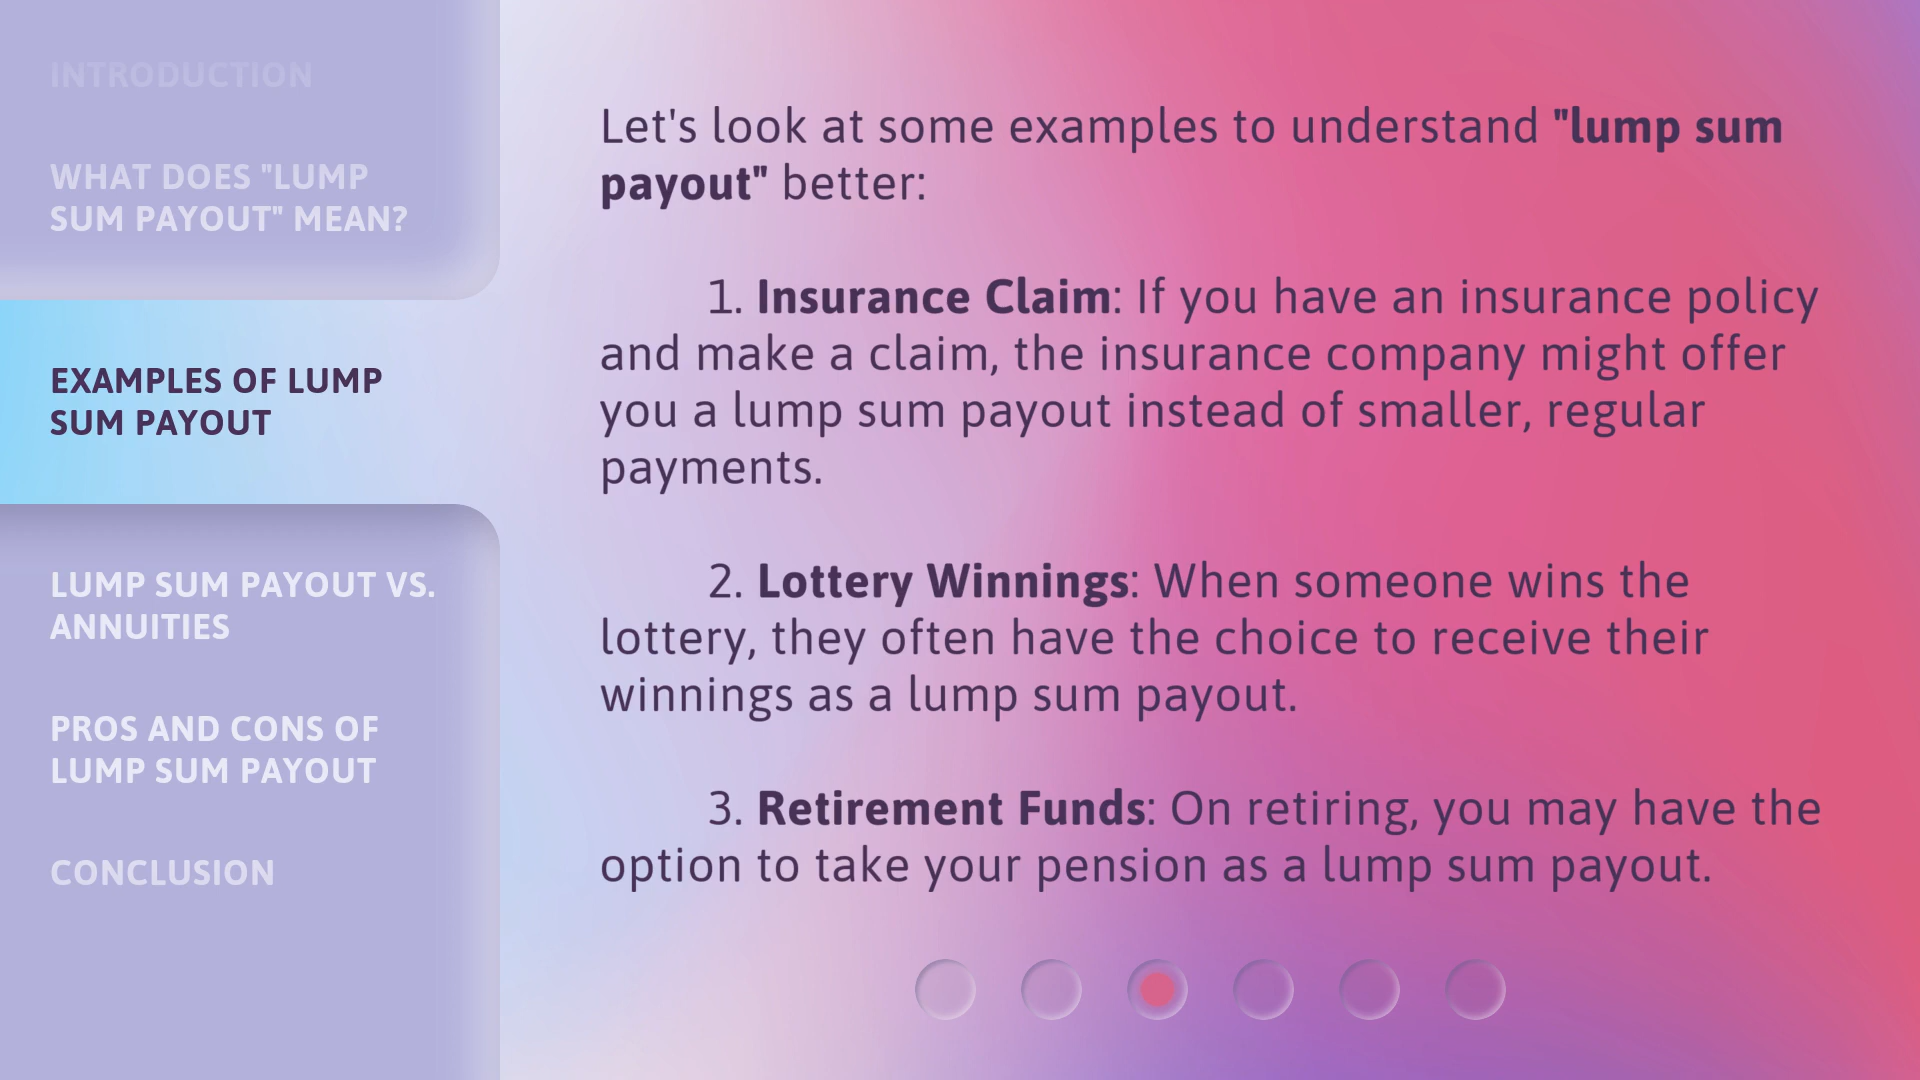 INTRODUCTION
WHAT DOES "LUMP
SUM PAYOUT" MEAN?
EXAMPLES OF LUMP
SUM PAYOUT
LUMP SUM PAYOUT VS.
ANNUITIES
PROS AND CONS OF
LUMP SUM PAYOUT
CONCLUSION
Let's look at some examples to understand "lump sum
payout" better:
1. Insurance Claim: If you have an insurance policy
and make a claim, the insurance company might offer
you a lump sum payout instead of smaller, regular
payments.
2. Lottery Winnings: When someone wins the
lottery, they often have the choice to receive their
winnings as a lump sum payout.
3. Retirement Funds: On retiring, you may have the
option to take your pension as a lump sum payout.